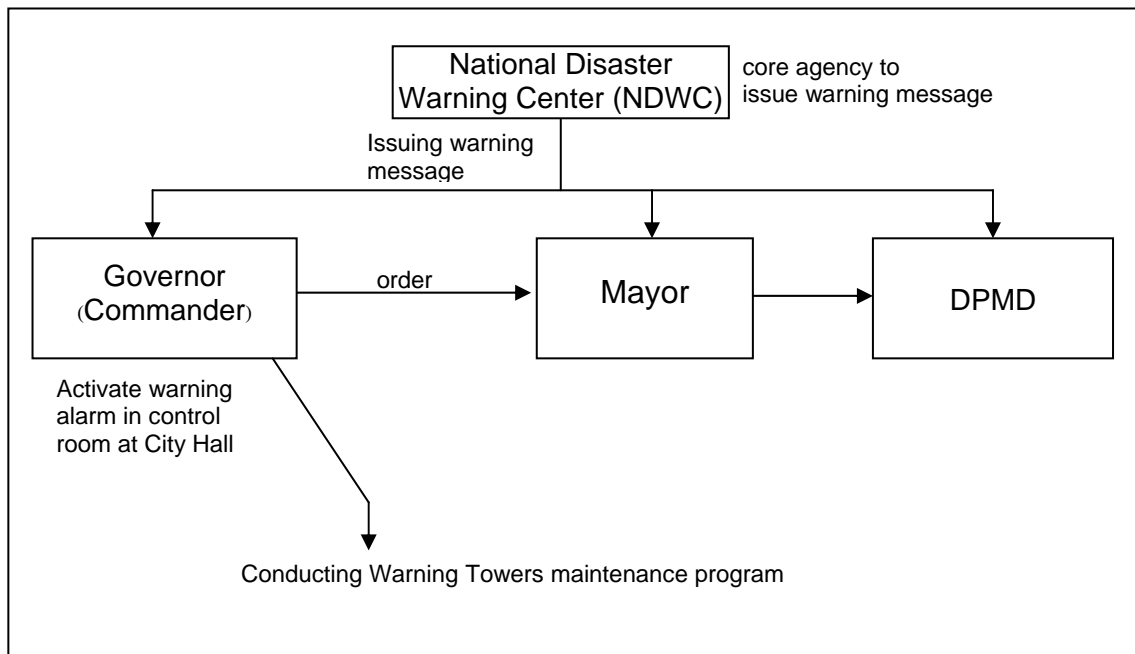 National Disaster
Warning Center (NDWC)
core agency to
issue warning message
Issuing warning
message
Governor
(Commander)
order
Mayor
DPMD
Activate warning
alarm in control
room at City Hall
Conducting Warning Towers maintenance program